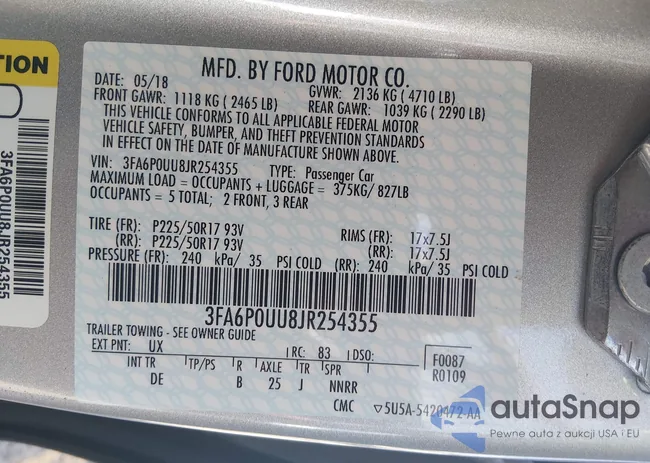 TION
3FA6P0UU8JR254355
MFD. BY FORD MOTOR CO.
DATE: 05/18 GVWR: 2136 KG ( 4710 LB)
FRONT GAWR: 1118 KG ( 2465 LB) REAR GAWR: 1039 KG ( 2290 LB)
THIS VEHICLE CONFORMS TO ALL APPLICABLE FEDERAL MOTOR
VEHICLE SAFETY, BUMPER, AND THEFT PREVENTION STANDARDS
IN EFFECT ON THE DATE OF MANUFACTURE SHOWN ABOVE.
VIN: 3FA6P0UU8JR254355 TYPE: Passenger Car
MAXIMUM LOAD = OCCUPANTS + LUGGAGE = 375KG/ 827LB
OCCUPANTS = 5 TOTAL; 2 FRONT, 3 REAR
TIRE (FR): P225/50R17 93V RIMS (FR): 17x7.5J
(RR): P225/50R17 93V (RR): 17x7.5J
PRESSURE (FR): 240 kPa/ 35 PSI COLD (RR): 240 kPa/ 35 PSI COLD
3FA6P0UU8JR254355
TRAILER TOWING - SEE OWNER GUIDE
EXT PNT: UX RC: 83 DSO: F0087
INT TR TP/PS R AXLE TR SPR R0109
DE B 25 J NNRR
CMC ▽5U5A-5420472-AA
autoSnap
Pewne auta z aukcji USA i EU